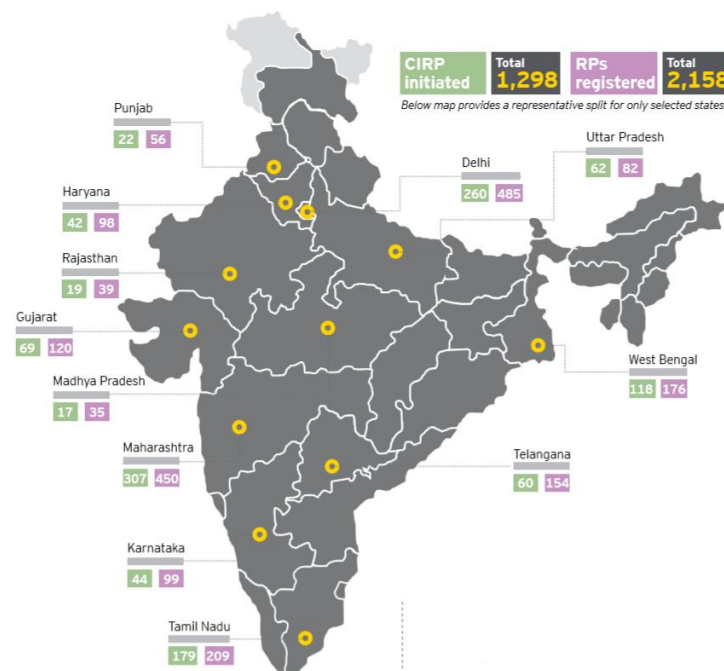 CIRP initiated
Total 1,298
RPs registered
Total 2,158
Below map provides a representative split for only selected states
Punjab
22 56
Uttar Pradesh
62 82
Delhi
260 485
Haryana
42 98
Rajasthan
19 39
Gujarat
69 120
Madhya Pradesh
17 35
West Bengal
118 176
Maharashtra
307 450
Telangana
60 154
Karnataka
44 99
Tamil Nadu
179 209